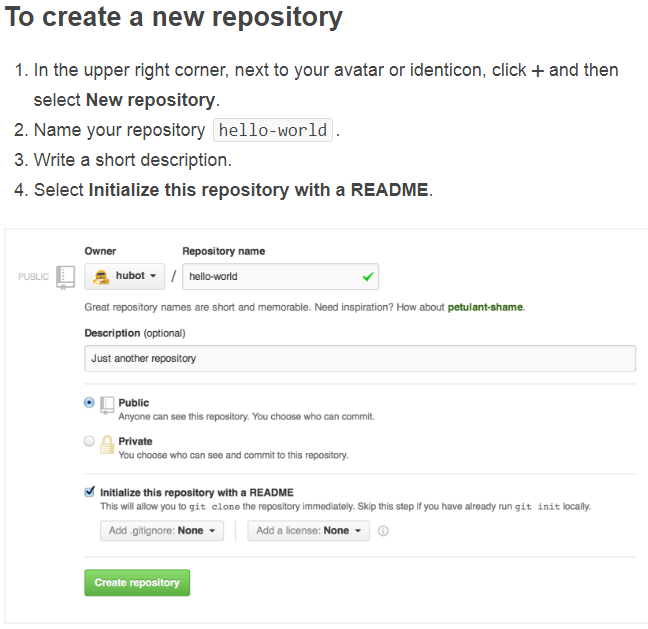 To create a new repository
1. In the upper right corner, next to your avatar or identicon, click + and then
select New repository.
2. Name your repository hello-world.
3. Write a short description.
4. Select Initialize this repository with a README.
Owner Repository name
PUBLIC hubot / hello-world
Great repository names are short and memorable. Need inspiration? How about petulant-shame.
Description (optional)
Just another repository
Public
Anyone can see this repository. You choose who can commit.
Private
You choose who can see and commit to this repository.
Initialize this repository with a README
This will allow you to git clone the repository immediately. Skip this step if you have already run git init locally.
Add .gitignore: None Add a license: None
Create repository